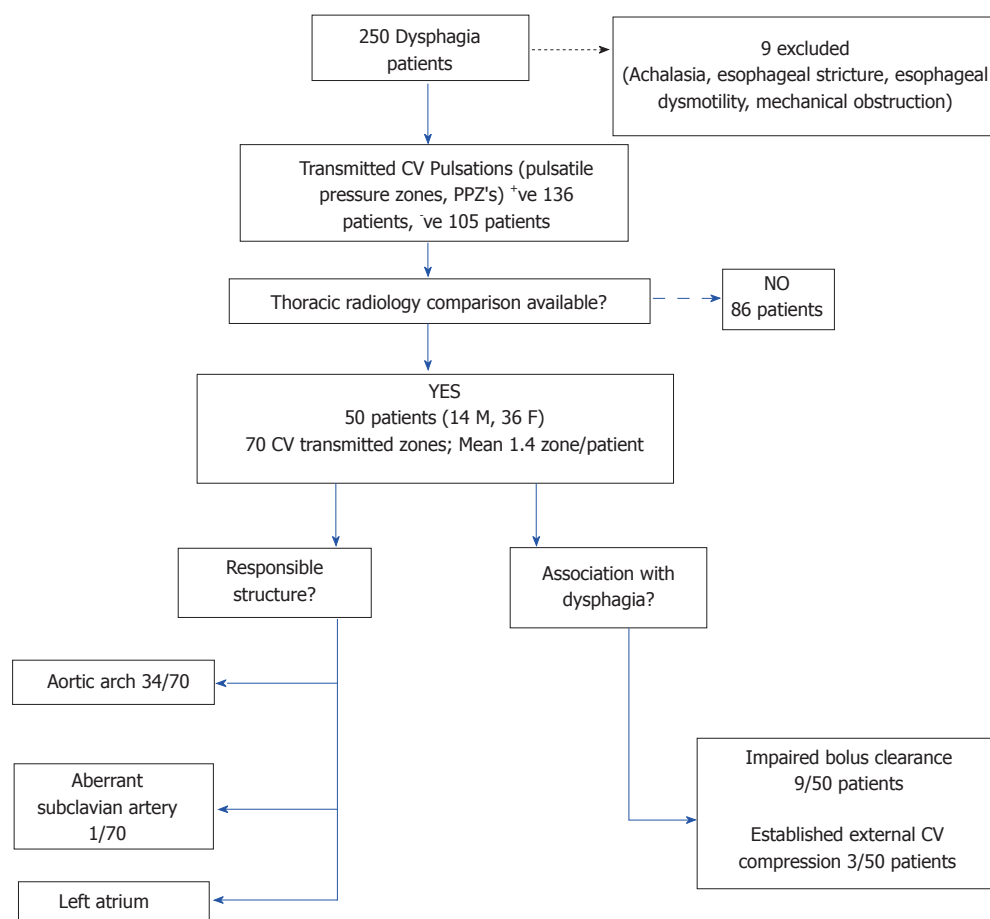 250 Dysphagia
patients
9 excluded
(Achalasia, esophageal stricture, esophageal
dysmotility, mechanical obstruction)
Transmitted CV Pulsations (pulsatile
pressure zones, PPZ's) ⁺ve 136
patients, ⁻ve 105 patients
Thoracic radiology comparison available?
NO
86 patients
YES
50 patients (14 M, 36 F)
70 CV transmitted zones; Mean 1.4 zone/patient
Responsible
structure?
Association with
dysphagia?
Aortic arch 34/70
Aberrant
subclavian artery
1/70
Left atrium
Impaired bolus clearance
9/50 patients
Established external CV
compression 3/50 patients